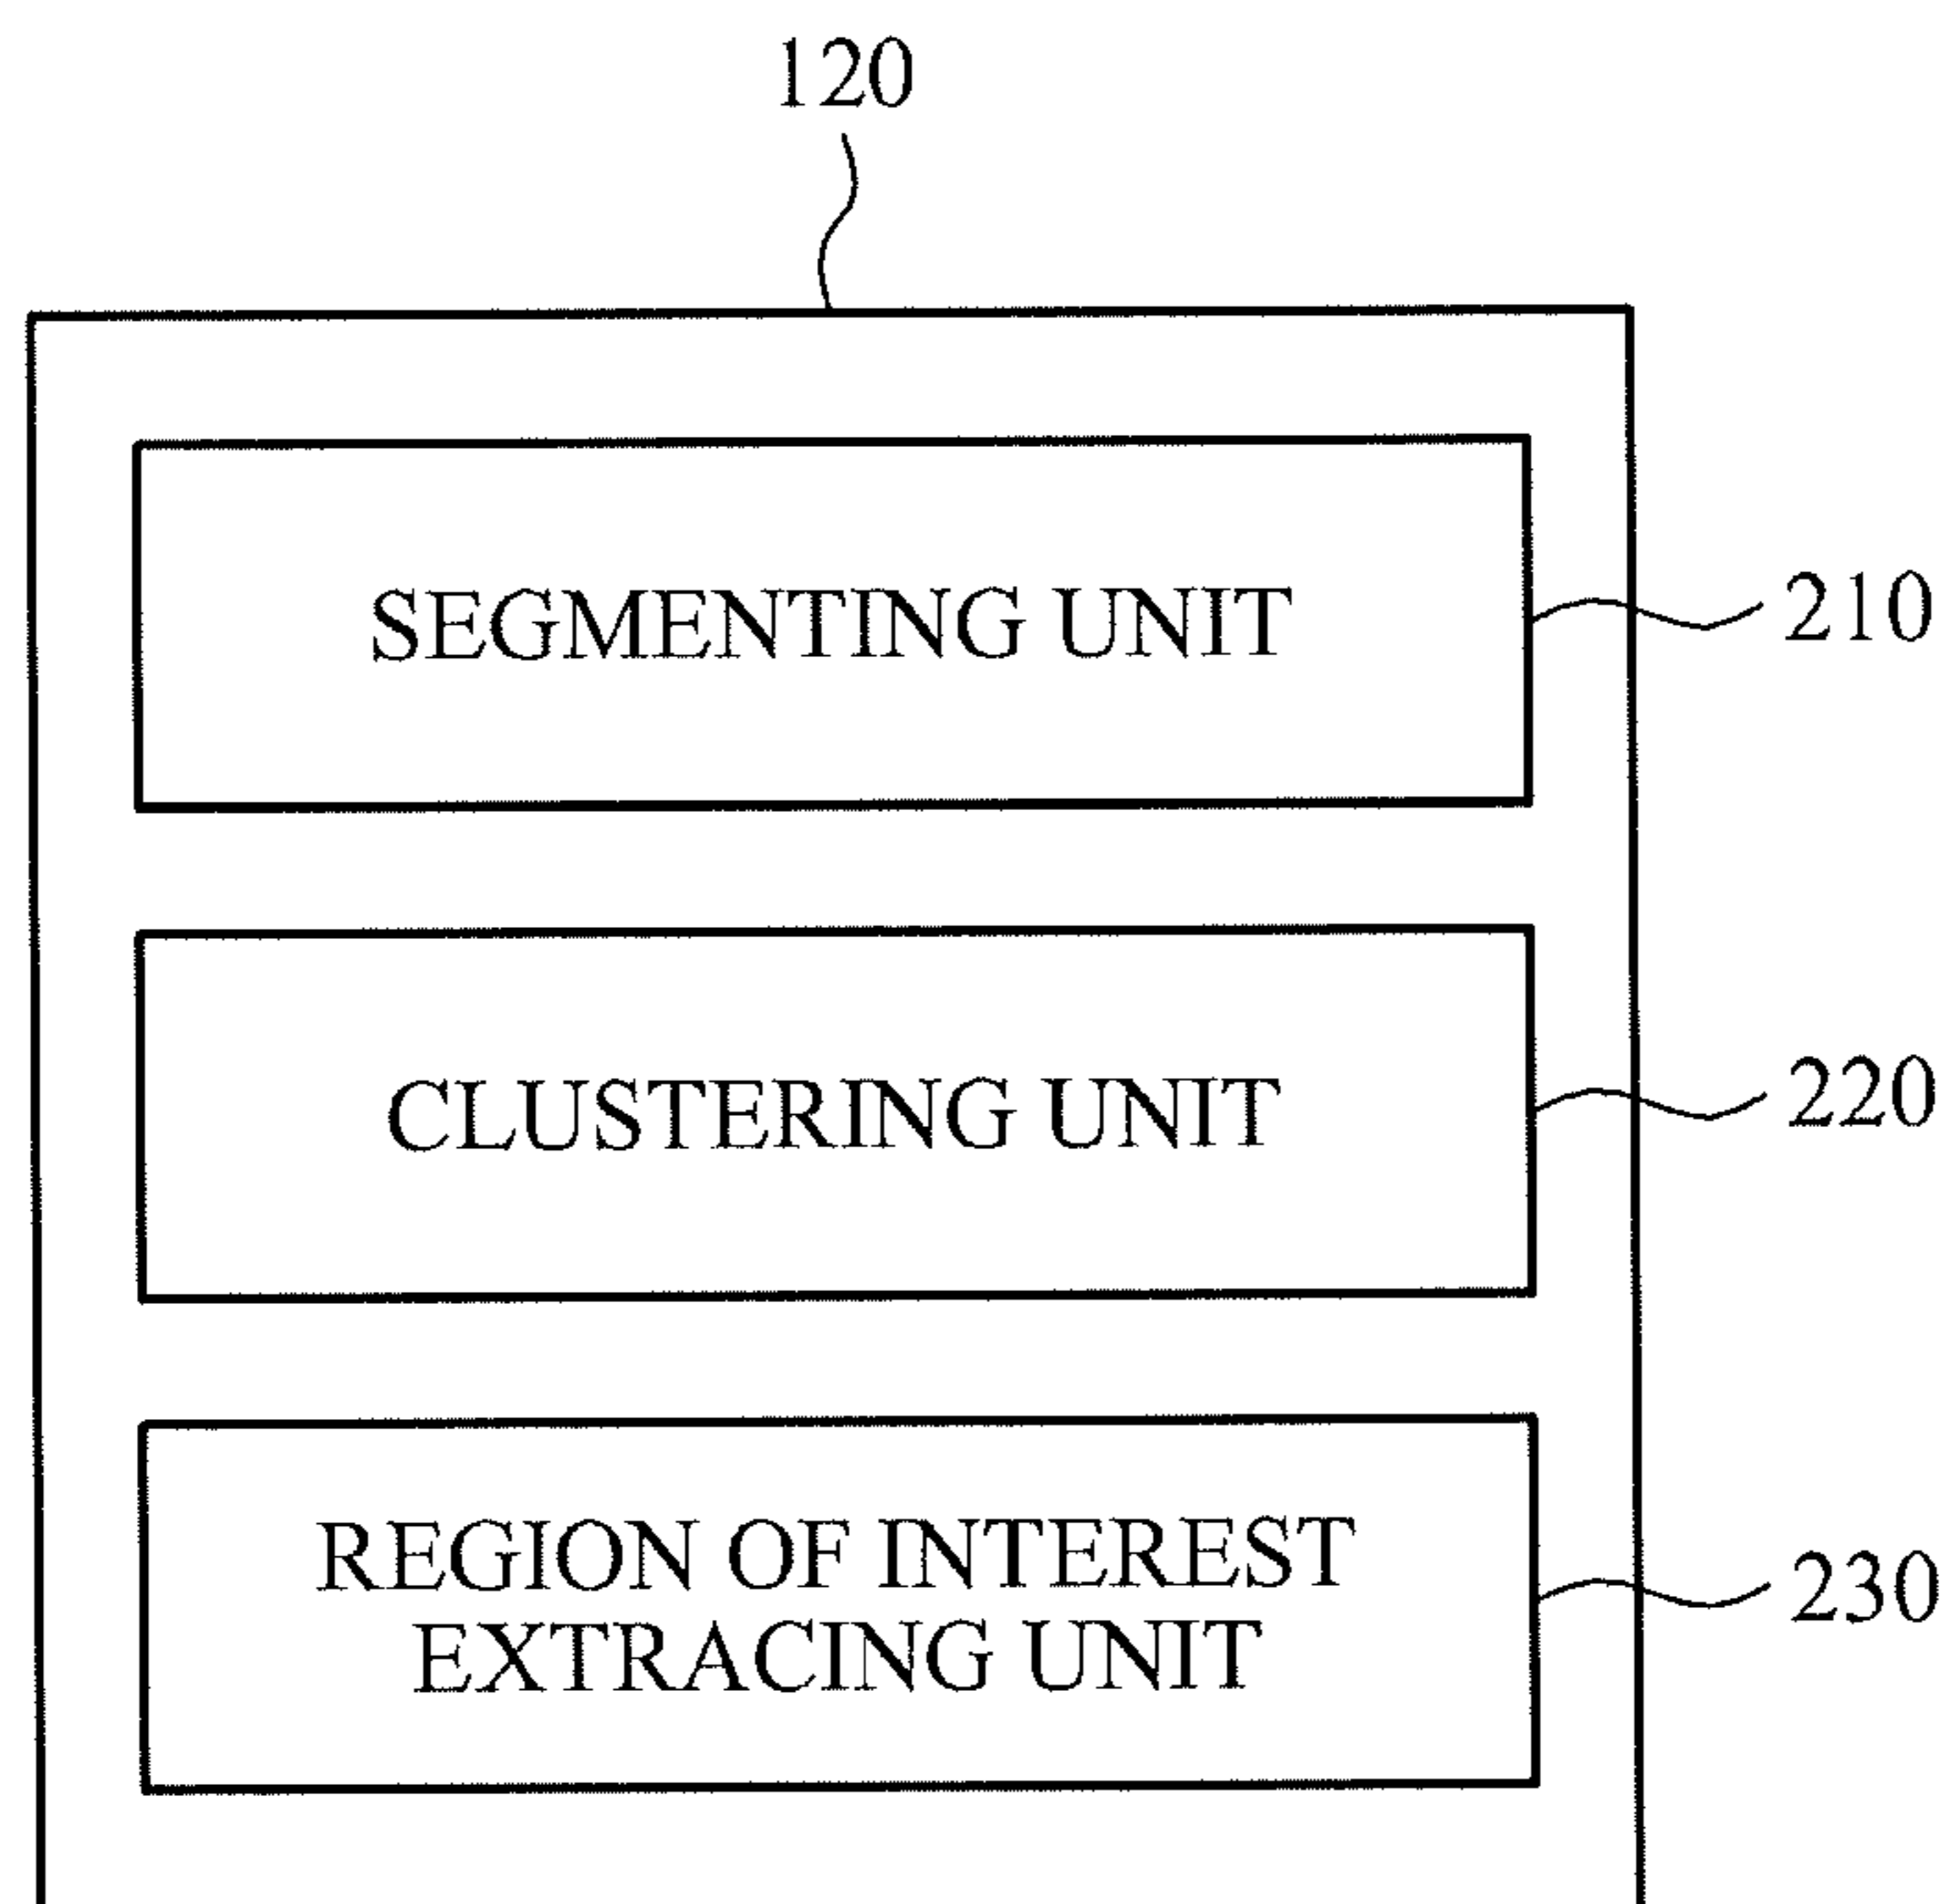 120
SEGMENTING UNIT
210
CLUSTERING UNIT
220
REGION OF INTEREST
EXTRACING UNIT
230